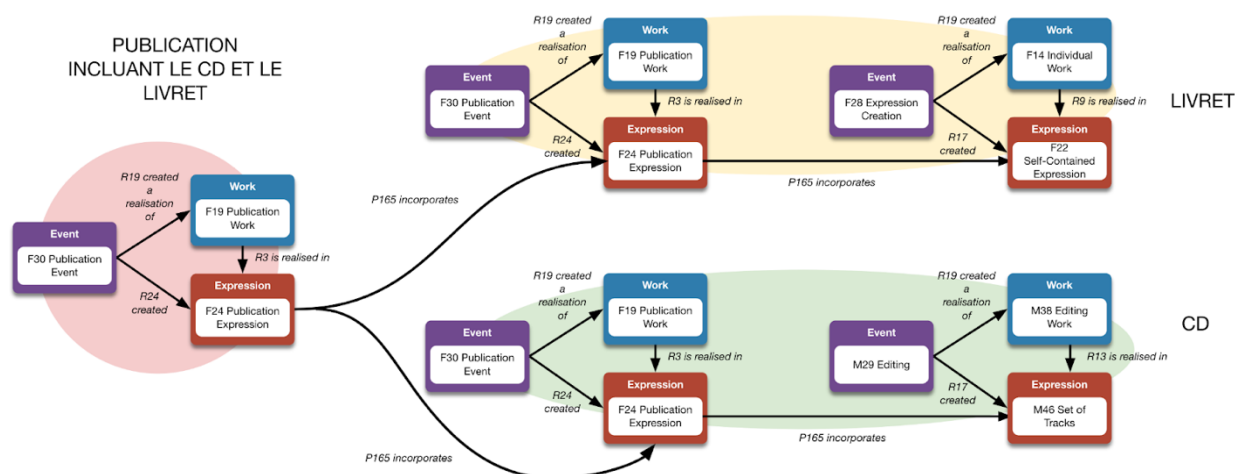 PUBLICATION
INCLUANT LE CD ET LE
LIVRET
R19 created
a
realisation
of
Work
F19 Publication
Work
Event
F30 Publication
Event
R3 is realised in
R24
created
Expression
F24 Publication
Expression
P165 incorporates
P165 incorporates
R19 created
a
realisation
of
Work
F19 Publication
Work
Event
F30 Publication
Event
R3 is realised in
R24
created
Expression
F24 Publication
Expression
P165 incorporates
R19 created
a
realisation
of
Work
F14 Individual
Work
Event
F28 Expression
Creation
R9 is realised in
R17
created
Expression
F22
Self-Contained
Expression
LIVRET
R19 created
a
realisation
of
Work
F19 Publication
Work
Event
F30 Publication
Event
R3 is realised in
R24
created
Expression
F24 Publication
Expression
P165 incorporates
R19 created
a
realisation
of
Work
M38 Editing
Work
Event
M29 Editing
R13 is realised in
R17
created
Expression
M46 Set of
Tracks
CD